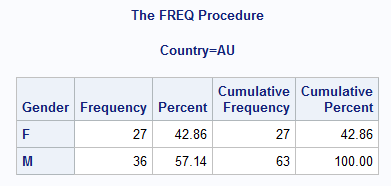 The FREQ Procedure
Country=AU
Gender Frequency Percent Cumulative Frequency Cumulative Percent
F 27 42.86 27 42.86
M 36 57.14 63 100.00